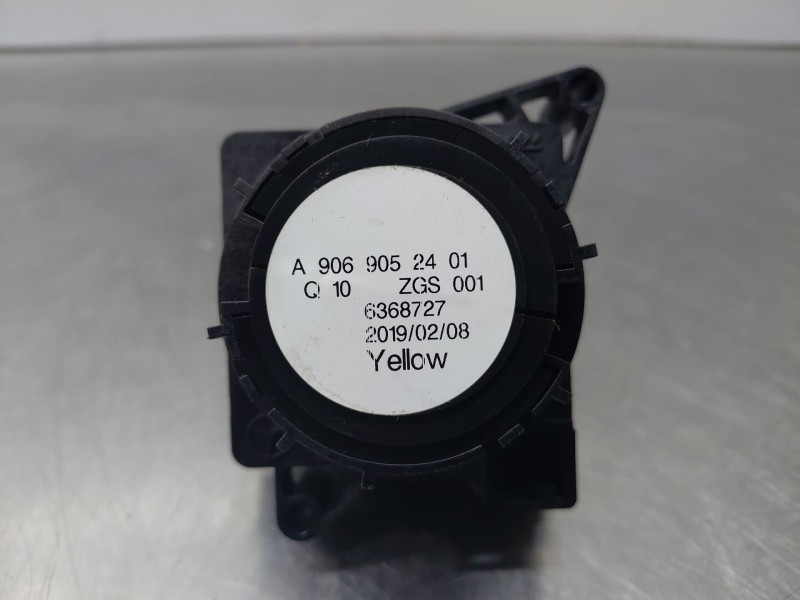 A 906 905 24 01
Q 10 ZGS 001
6368727
2019/02/08
Yellow